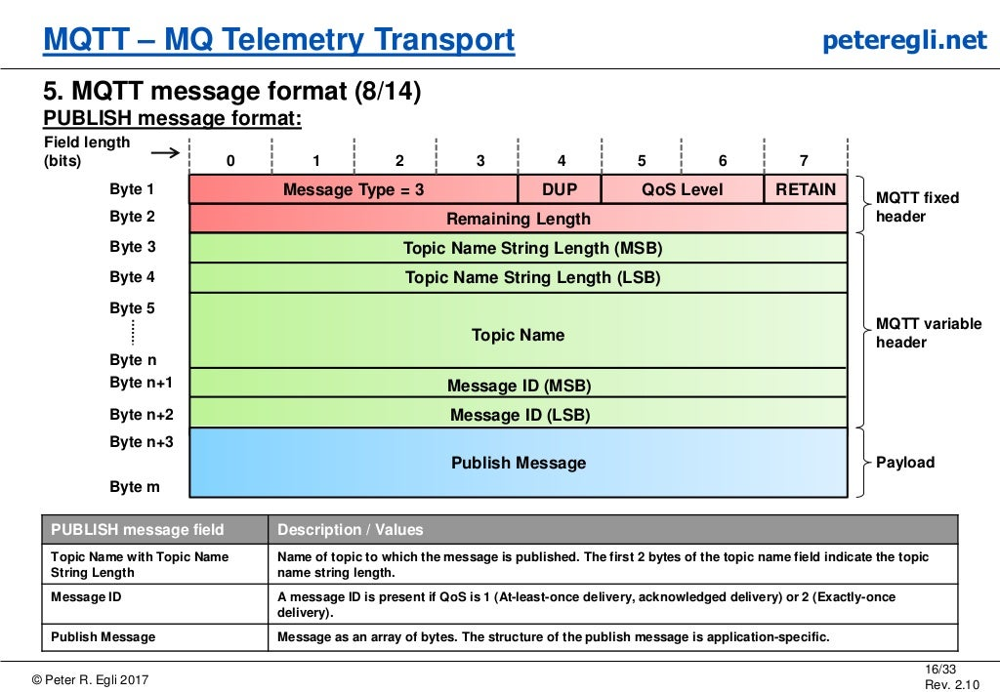 MQTT – MQ Telemetry Transport
peteregli.net
5. MQTT message format (8/14)
PUBLISH message format:
Field length
(bits)
0 1 2 3 4 5 6 7
Byte 1
Message Type = 3
DUP
QoS Level
RETAIN
MQTT fixed
header
Byte 2
Remaining Length
Byte 3
Topic Name String Length (MSB)
Byte 4
Topic Name String Length (LSB)
Byte 5
Topic Name
MQTT variable
header
Byte n
Byte n+1
Message ID (MSB)
Byte n+2
Message ID (LSB)
Byte n+3
Publish Message
Payload
Byte m
PUBLISH message field
Description / Values
Topic Name with Topic Name
String Length
Name of topic to which the message is published. The first 2 bytes of the topic name field indicate the topic
name string length.
Message ID
A message ID is present if QoS is 1 (At-least-once delivery, acknowledged delivery) or 2 (Exactly-once
delivery).
Publish Message
Message as an array of bytes. The structure of the publish message is application-specific.
© Peter R. Egli 2017
16/33
Rev. 2.10